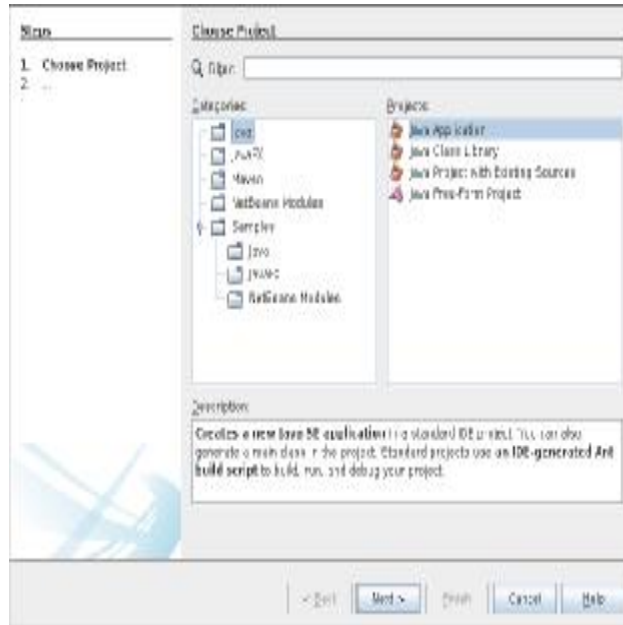 Steps
1. Choose Project
2. ...
Choose Project
Filter:
Categories:
Java
JavaFX
Maven
NetBeans Modules
Samples
Java
JavaFX
NetBeans Modules
Projects:
Java Application
Java Class Library
Java Project with Existing Sources
Java Free-Form Project
Description:
Creates a new Java SE application in a standard IDE project. You can also
generate a main class in the project. Standard projects use an IDE-generated Ant
build script to build, run, and debug your project.
< Back
Next >
Finish
Cancel
Help